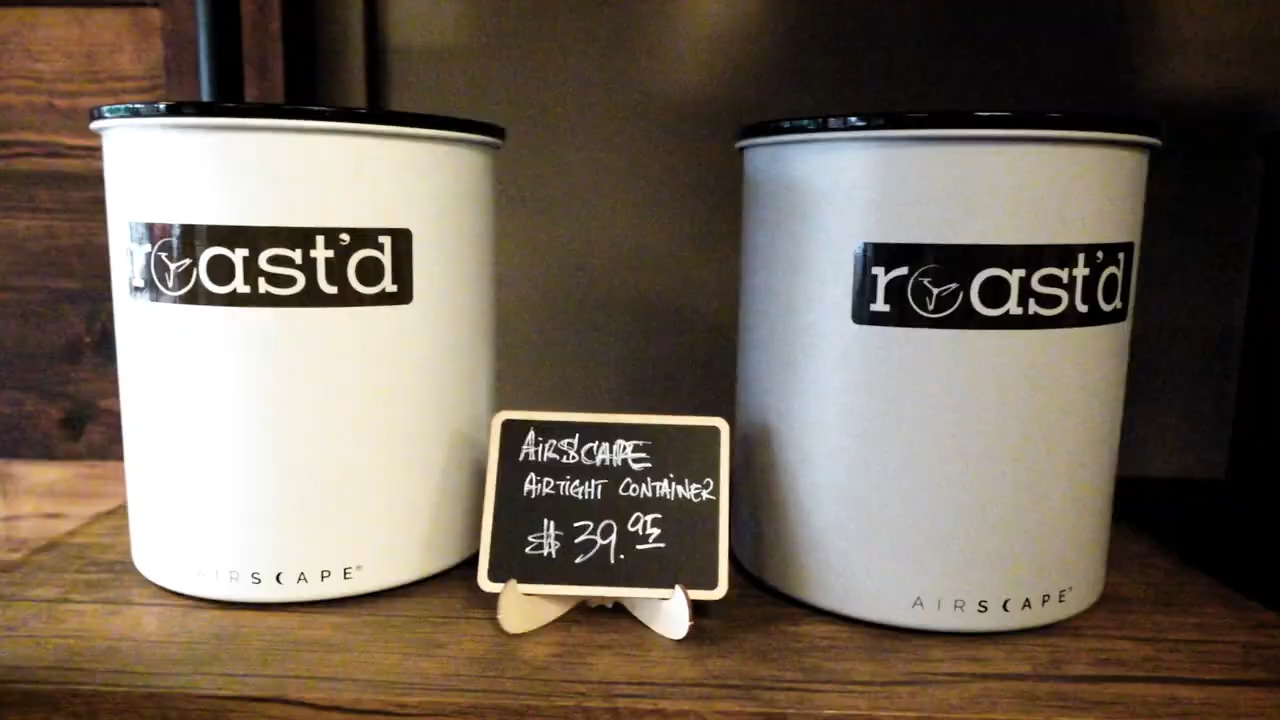 roast'd
roast'd
AiRSCAPE
AiRTIGHT CONTAINER
$ 39.95
AIRSCAPE®
AIRSCAPE®